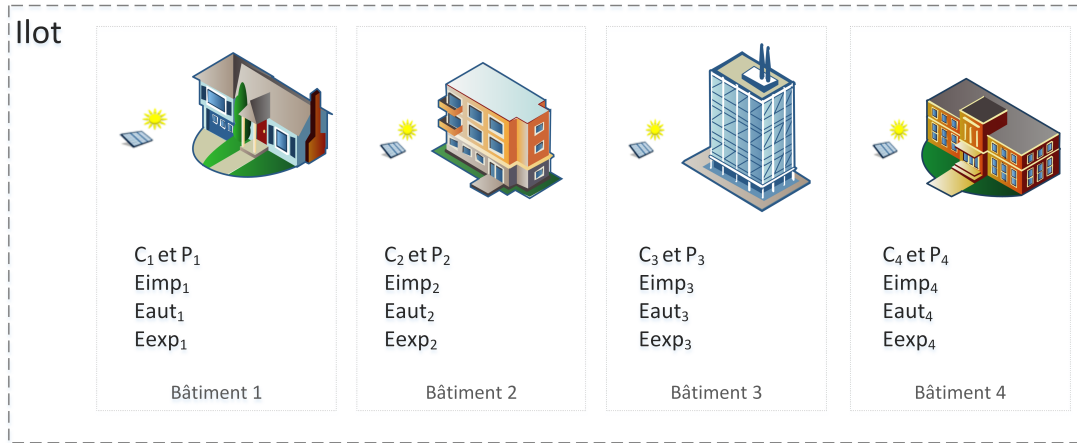 Ilot
C₁ et P₁
Eimp₁
Eaut₁
Eexp₁
Bâtiment 1
C₂ et P₂
Eimp₂
Eaut₂
Eexp₂
Bâtiment 2
C₃ et P₃
Eimp₃
Eaut₃
Eexp₃
Bâtiment 3
C₄ et P₄
Eimp₄
Eaut₄
Eexp₄
Bâtiment 4